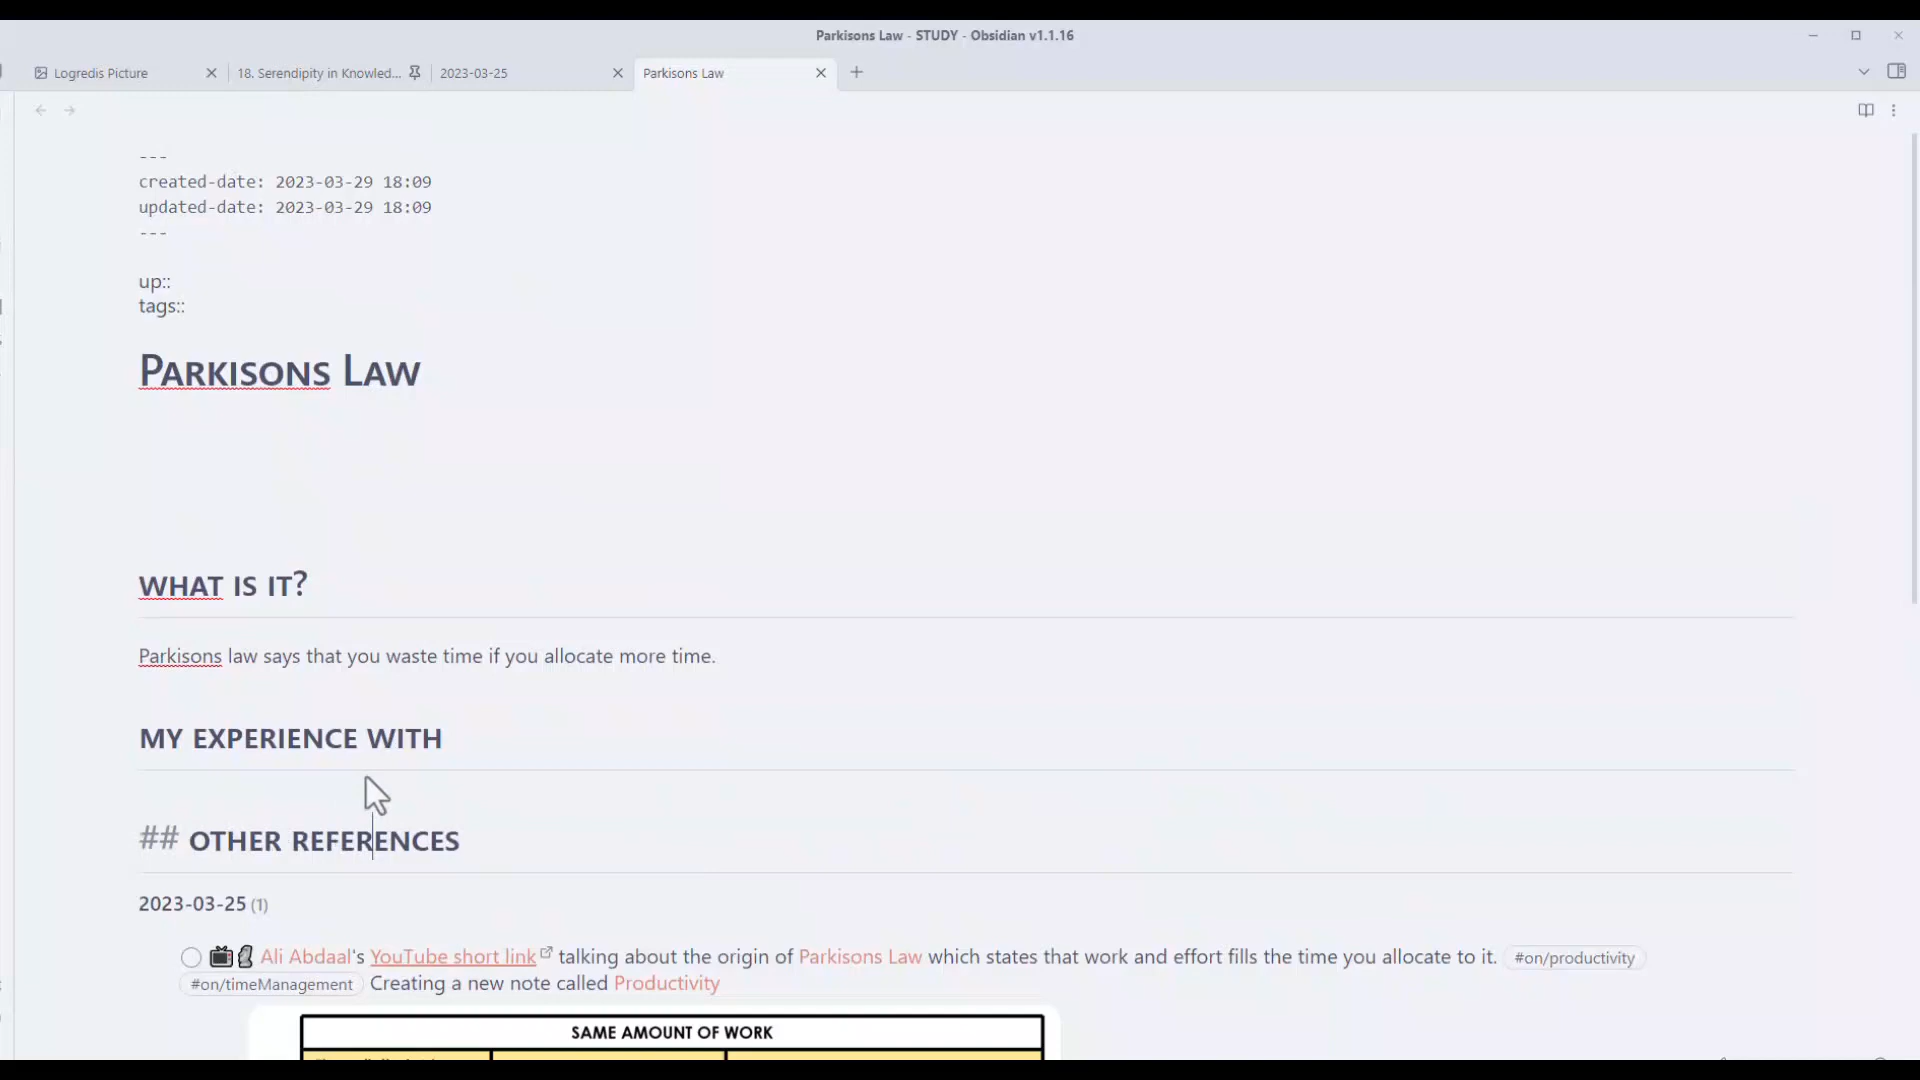 Parkisons Law - STUDY - Obsidian v1.1.16
Logredis Picture
18. Serendipity in Knowled...
2023-03-25
Parkisons Law
---
created-date: 2023-03-29 18:09
updated-date: 2023-03-29 18:09
---
up::
tags::
PARKISONS LAW
WHAT IS IT?
Parkisons law says that you waste time if you allocate more time.
MY EXPERIENCE WITH
## OTHER REFERENCES
2023-03-25 (1)
Ali Abdaal's YouTube short link talking about the origin of Parkisons Law which states that work and effort fills the time you allocate to it. #on/productivity
#on/timeManagement Creating a new note called Productivity
SAME AMOUNT OF WORK